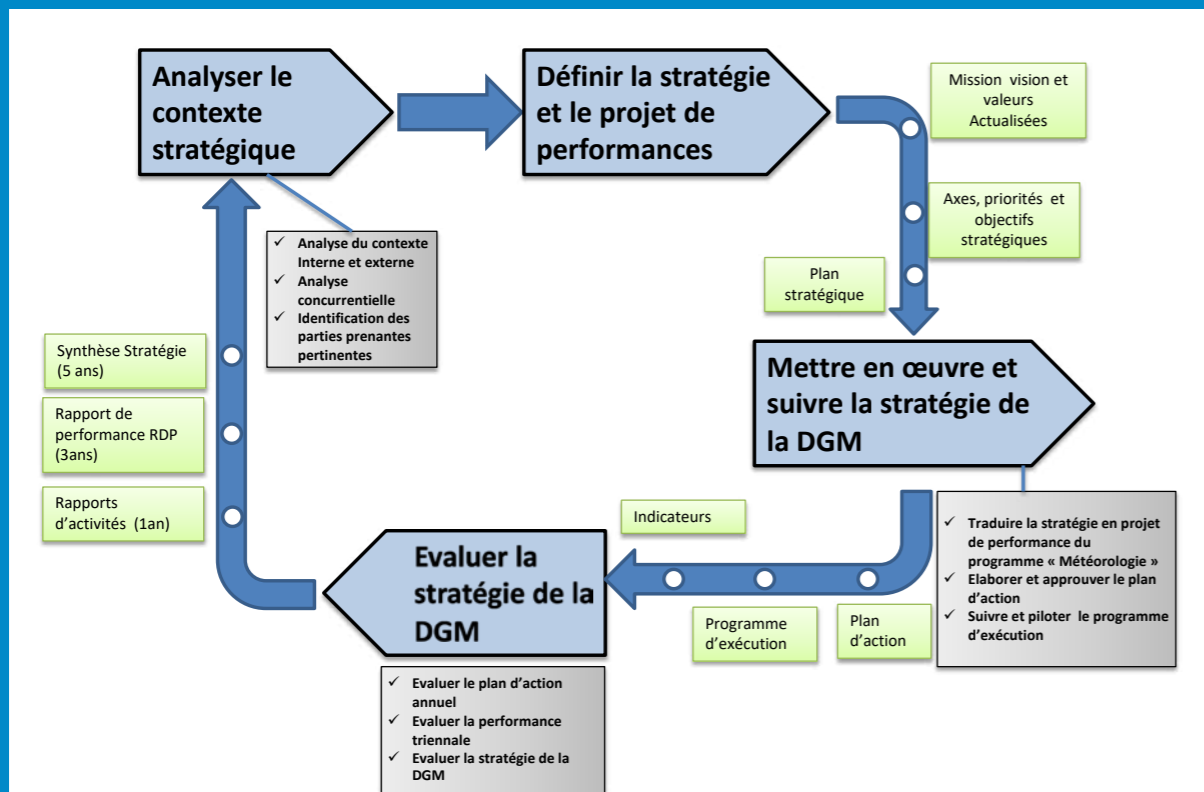 Analyser le
contexte
stratégique
Définir la stratégie
et le projet de
performances
Mission vision et
valeurs
Actualisées
Axes, priorités et
objectifs
stratégiques
Plan
stratégique
✓ Analyse du contexte
Interne et externe
✓ Analyse
concurrentielle
✓ Identification des
parties prenantes
pertinentes
Mettre en œuvre et
suivre la stratégie de
la DGM
✓ Traduire la stratégie en projet
de performance du
programme « Météorologie »
✓ Elaborer et approuver le plan
d’action
✓ Suivre et piloter le programme
d’exécution
Plan
d’action
Programme
d’exécution
Indicateurs
Evaluer la
stratégie de la
DGM
✓ Evaluer le plan d’action
annuel
✓ Evaluer la performance
triennale
✓ Evaluer la stratégie de la
DGM
Rapports
d’activités (1an)
Rapport de
performance RDP
(3ans)
Synthèse Stratégie
(5 ans)